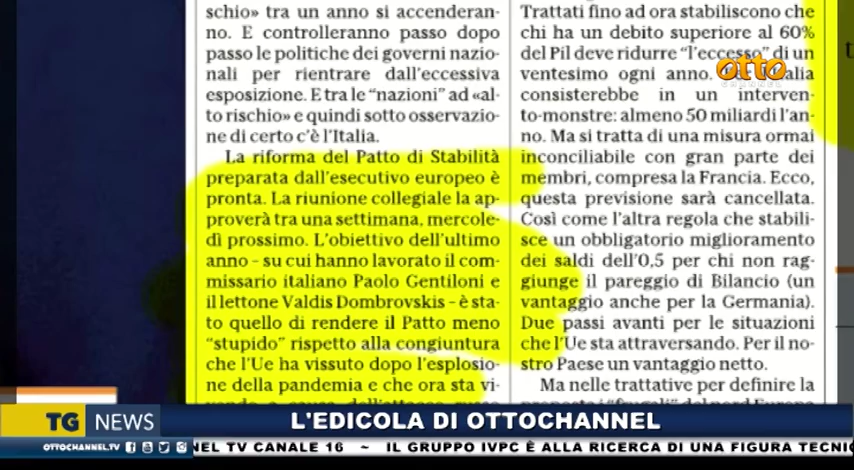 schio» tra un anno si accenderan-
no. E controlleranno passo dopo
passo le politiche dei governi nazio-
nali per rientrare dall'eccessiva
esposizione. E tra le "nazioni" ad «al-
to rischio» e quindi sotto osservazio-
ne di certo c'è l'Italia.
La riforma del Patto di Stabilità
preparata dall'esecutivo europeo è
pronta. La riunione collegiale la ap-
proverà tra una settimana, mercole-
dì prossimo. L'obiettivo dell'ultimo
anno - su cui hanno lavorato il com-
missario italiano Paolo Gentiloni e
il lettone Valdis Dombrovskis - è sta-
to quello di rendere il Patto meno
"stupido" rispetto alla congiuntura
che l'Ue ha vissuto dopo l'esplosio-
ne della pandemia e che ora sta vi-
Trattati fino ad ora stabiliscono che
chi ha un debito superiore al 60%
del Pil deve ridurre "l'eccesso" di un
ventesimo ogni anno.
consisterebbe in un interven-
to-monstre: almeno 50 miliardi l'an-
no. Ma si tratta di una misura ormai
inconciliabile con gran parte dei
membri, compresa la Francia. Ecco,
questa previsione sarà cancellata.
Così come l'altra regola che stabili-
sce un obbligatorio miglioramento
dei saldi dell'0,5 per chi non rag-
giunge il pareggio di Bilancio (un
vantaggio anche per la Germania).
Due passi avanti per le situazioni
che l'Ue sta attraversando. Per il no-
stro Paese un vantaggio netto.
Ma nelle trattative per definire la
otto
CHANNEL
TG NEWS
L'EDICOLA DI OTTOCHANNEL
OTTOCHANNEL.TV
NEL TV CANALE 16 ~ IL GRUPPO IVPC È ALLA RICERCA DI UNA FIGURA TECNI